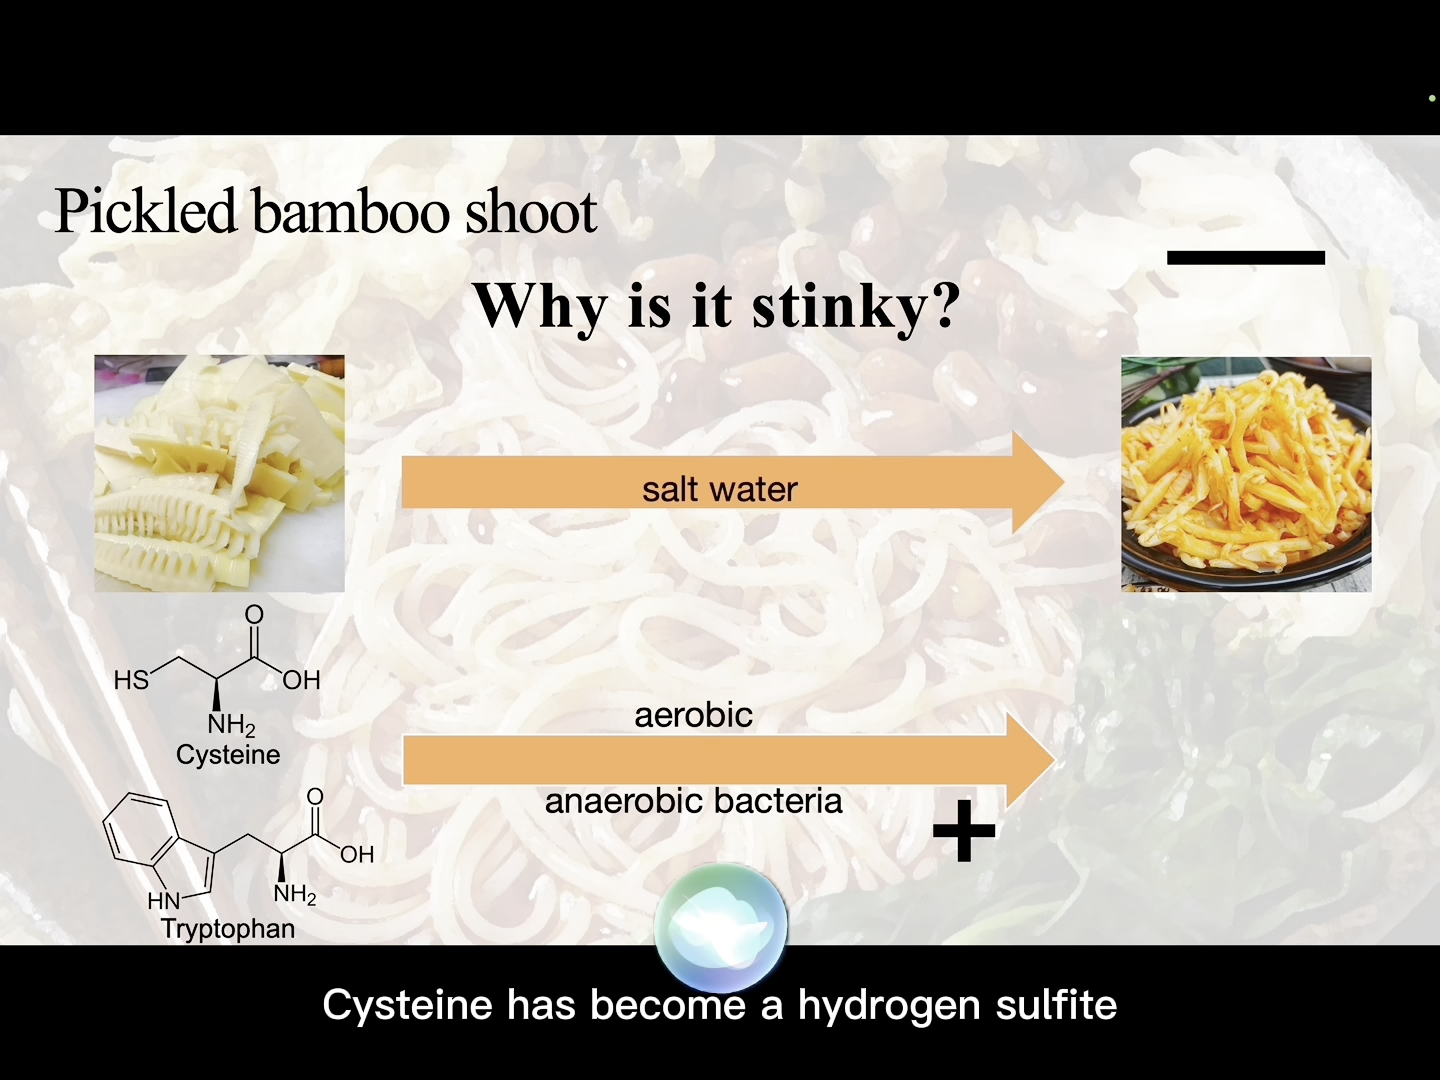 Pickled bamboo shoot
Why is it stinky?
salt water
O
HS
OH
NH2
Cysteine
aerobic
anaerobic bacteria
+
O
OH
HN
NH2
Tryptophan
Cysteine has become a hydrogen sulfite